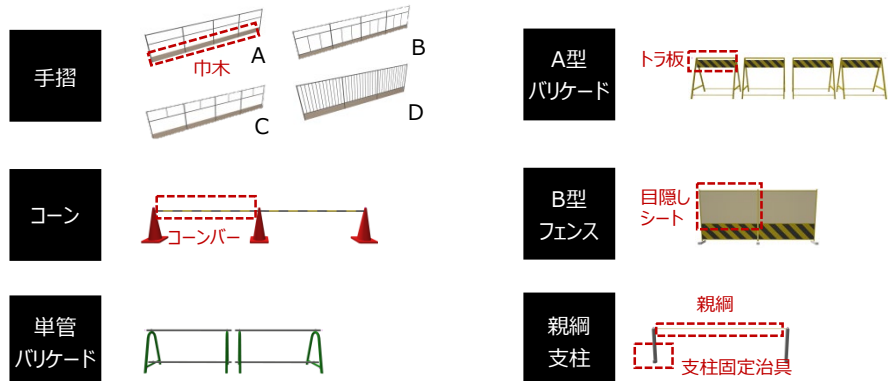 手摺
A
巾木
B
C
D
コーン
コーンバー
単管
バリケード
A型
バリケード
トラ板
B型
フェンス
目隠し
シート
親綱
支柱
親綱
支柱固定治具